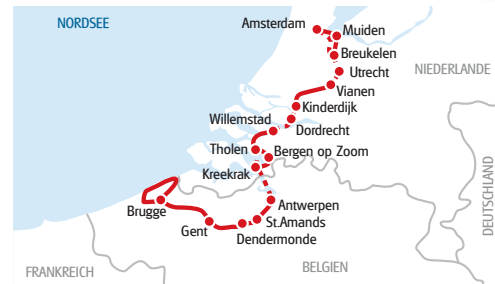 NORDSEE
Amsterdam
Muiden
Breukelen
Utrecht
NIEDERLANDE
Vianen
Kinderdijk
Willemstad
Dordrecht
Tholen
Bergen op Zoom
Kreekrak
DEUTSCHLAND
Brugge
Antwerpen
Gent
St.Amands
Dendermonde
FRANKREICH
BELGIEN